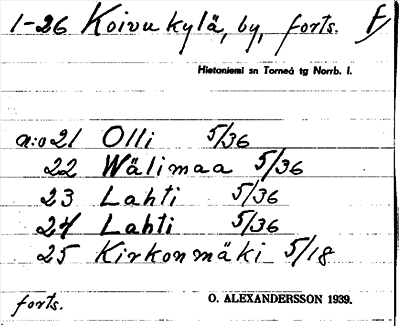 1-26 Koivukylä, by, forts. f/
Hietaniemi sn Torneå tg Norrb. l.
n:o 21 Olli 5/36
22 Wälimaa 5/36
23 Lahti 5/36
24 Lahti 5/36
25 Kirkonmäki 5/18
forts. O. ALEXANDERSSON 1939.